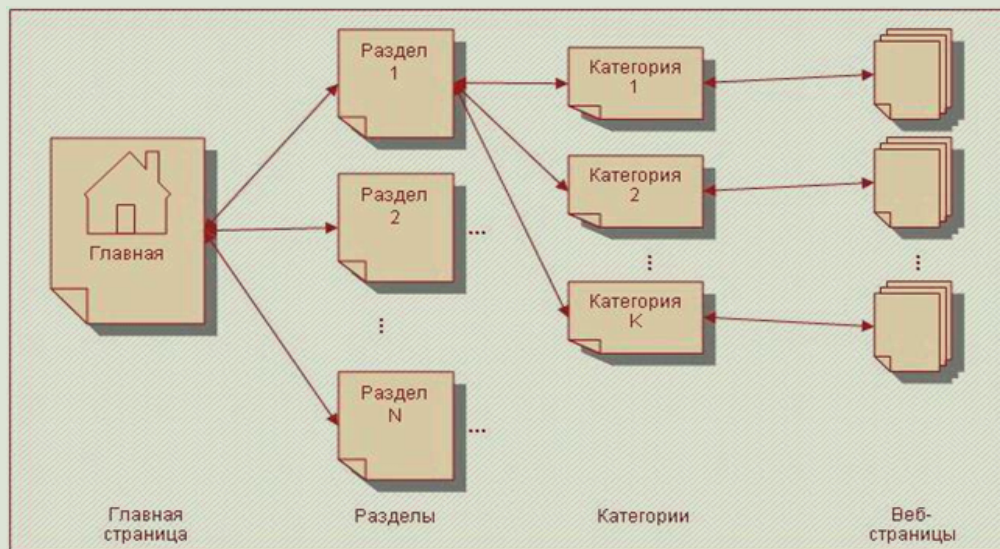 Главная
Раздел
1
Раздел
2
...
⋮
Раздел
N
...
Категория
1
Категория
2
⋮
Категория
K
⋮
Главная
страница
Разделы
Категории
Веб-
страницы